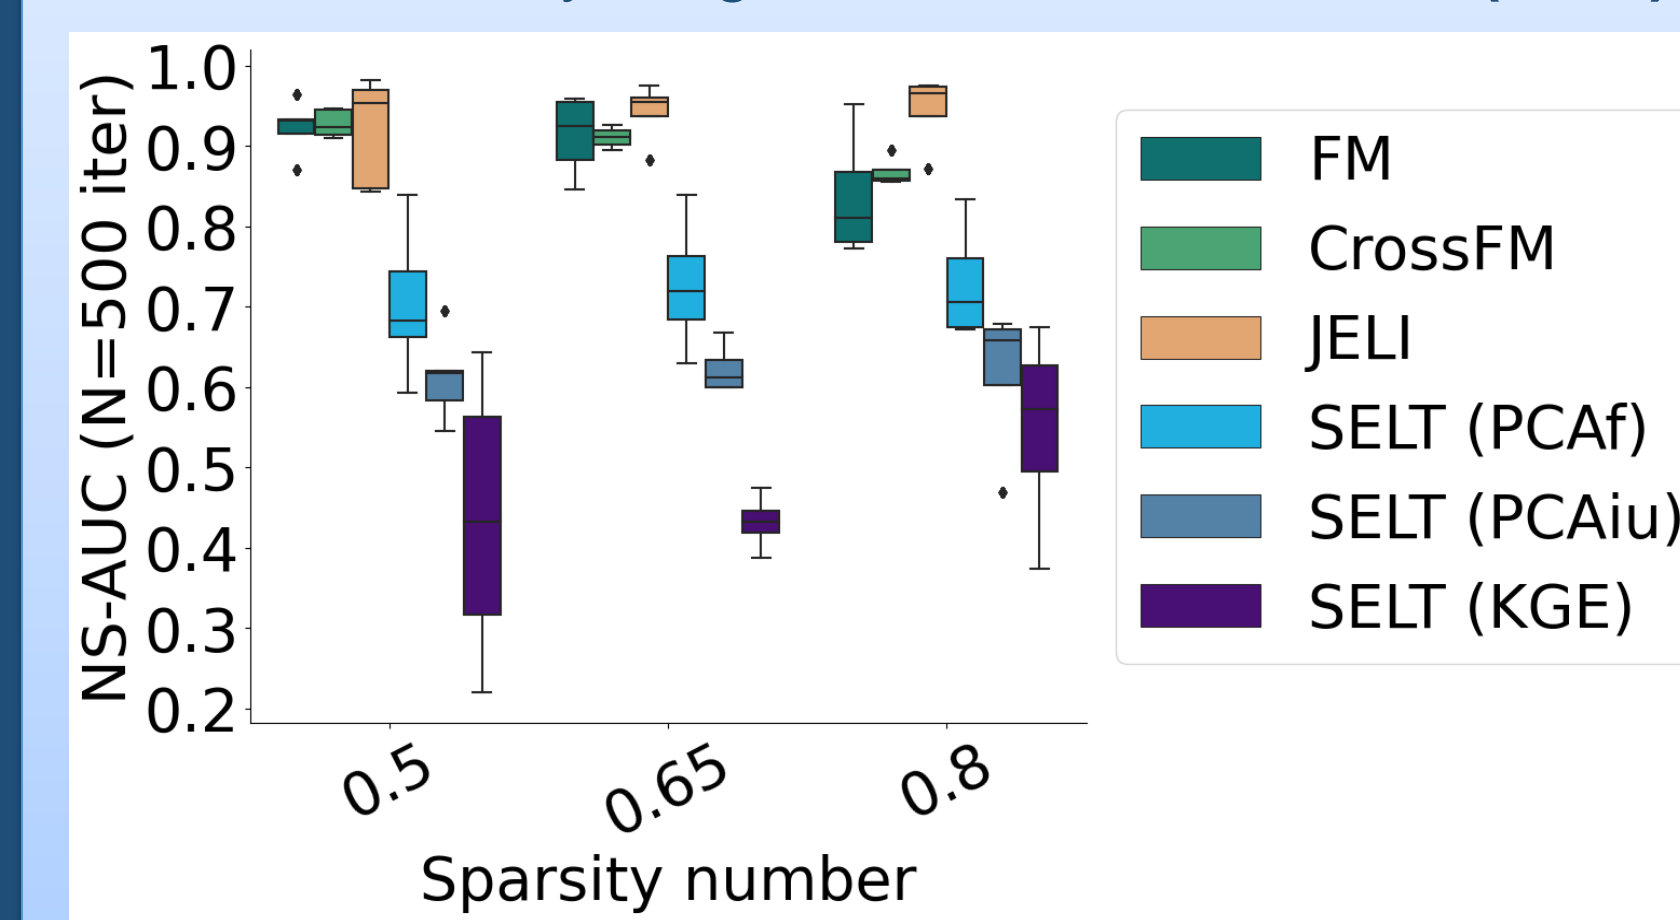 NS-AUC (N=500 iter)
1.0
0.9
0.8
0.7
0.6
0.5
0.4
0.3
0.2
0.5
0.65
0.8
Sparsity number
FM
CrossFM
JELI
SELT (PCAf)
SELT (PCAiu)
SELT (KGE)